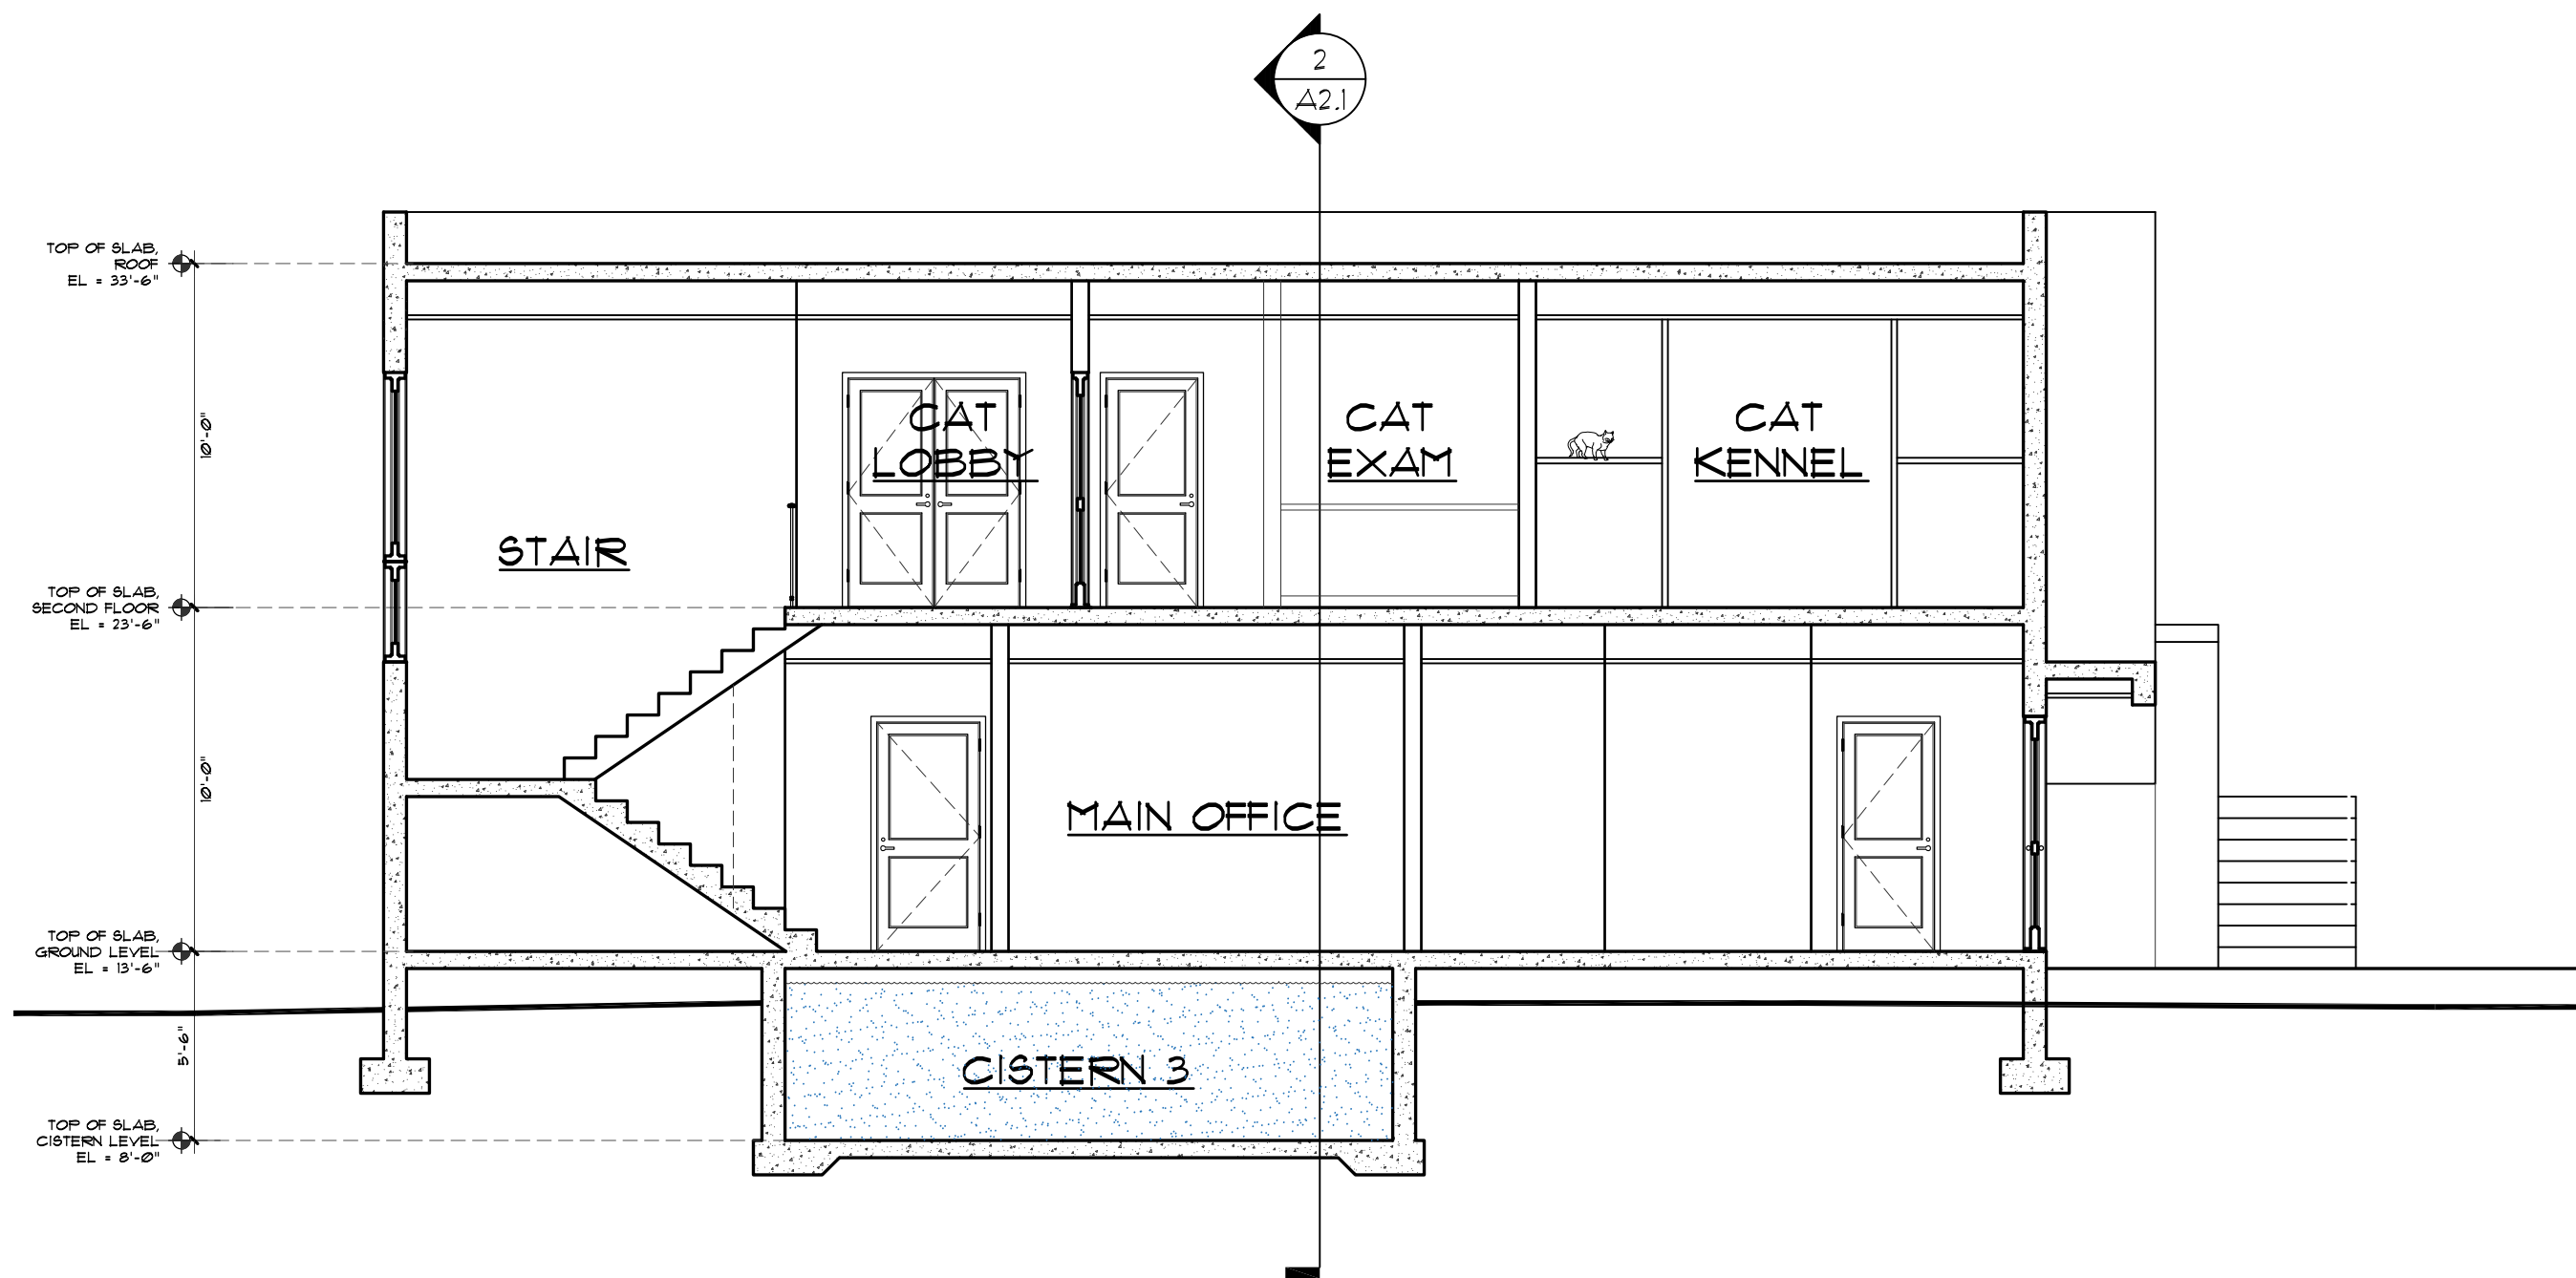 2
A2.1
TOP OF SLAB,
ROOF
EL = 33'-6"
10'-0"
CAT
LOBBY
CAT
EXAM
CAT
KENNEL
STAIR
TOP OF SLAB,
SECOND FLOOR
EL = 23'-6"
10'-0"
MAIN OFFICE
TOP OF SLAB,
GROUND LEVEL
EL = 13'-6"
5'-6"
CISTERN 3
TOP OF SLAB,
CISTERN LEVEL
EL = 8'-0"